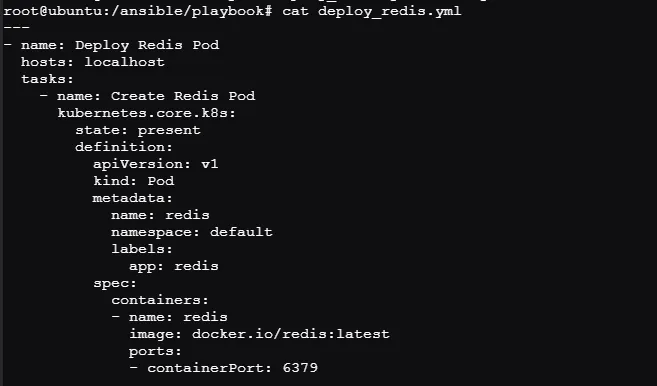 root@ubuntu:/ansible/playbook# cat deploy_redis.yml
---
- name: Deploy Redis Pod
  hosts: localhost
  tasks:
    - name: Create Redis Pod
      kubernetes.core.k8s:
        state: present
        definition:
          apiVersion: v1
          kind: Pod
          metadata:
            name: redis
            namespace: default
            labels:
              app: redis
          spec:
            containers:
            - name: redis
              image: docker.io/redis:latest
              ports:
              - containerPort: 6379